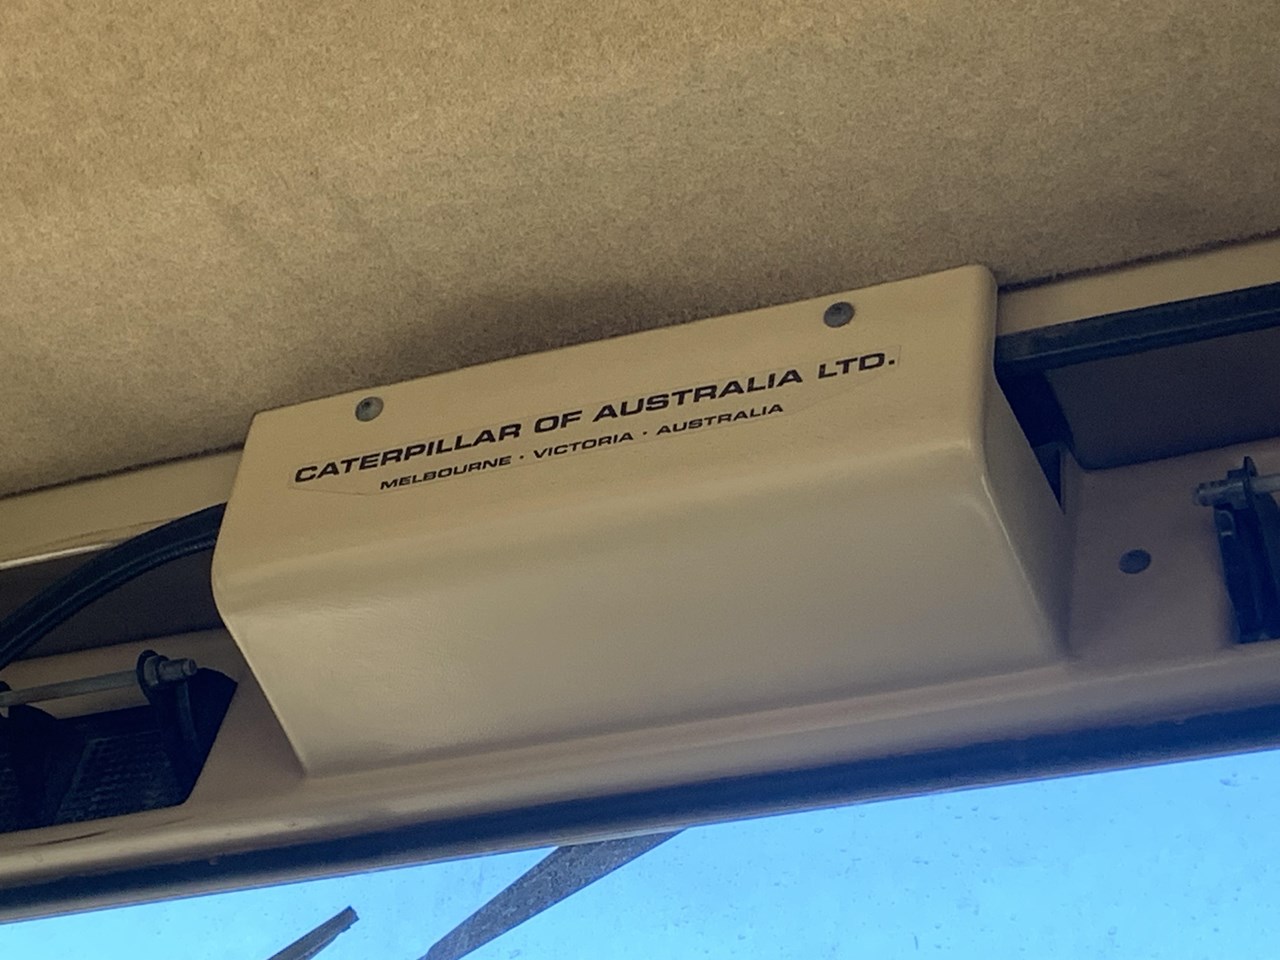 CATERPILLAR OF AUSTRALIA LTD.
MELBOURNE · VICTORIA · AUSTRALIA